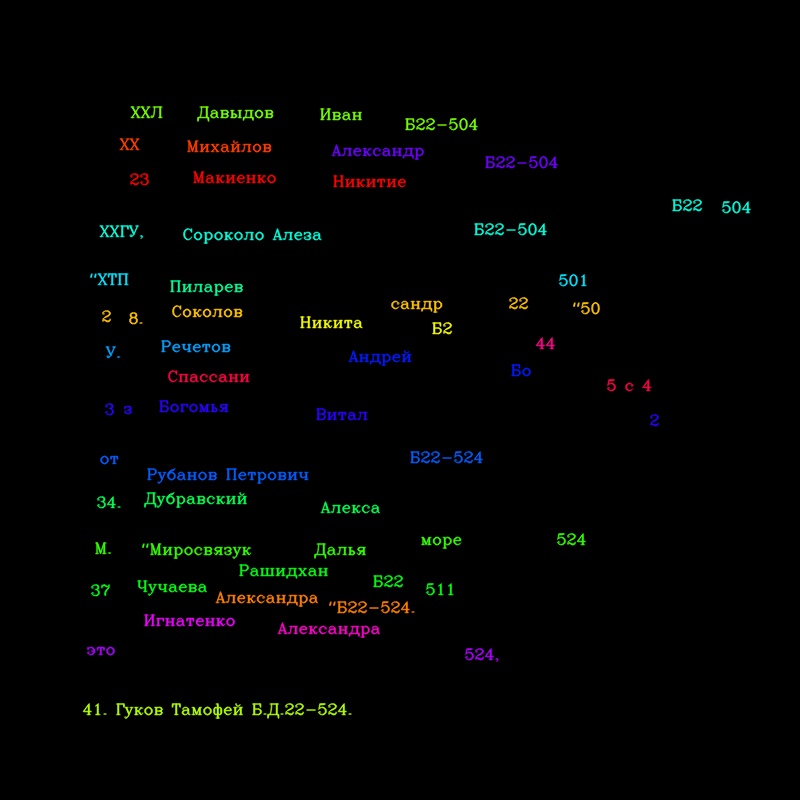 ХХЛ Давыдов Иван Б22-504
ХХ Михайлов Александр Б22-504
23 Макиенко Никитие
Б22 504
ХХГУ, Сороколо Алеза Б22-504
“ХТП Пиларев 501
2 8. Соколов сандр 22 “50
Никита Б2
У. Речетов Андрей 44
Спассани Бо 5 с 4
3 з Богомья Витал 2
от Рубанов Петрович Б22-524
34. Дубравский Алекса
М. “Миросвязук Далья море 524
Рашидхан
37 Чучаева Б22 511
Александра “Б22-524.
Игнатенко Александра
это 524,
41. Гуков Тамофей Б.Д.22-524.